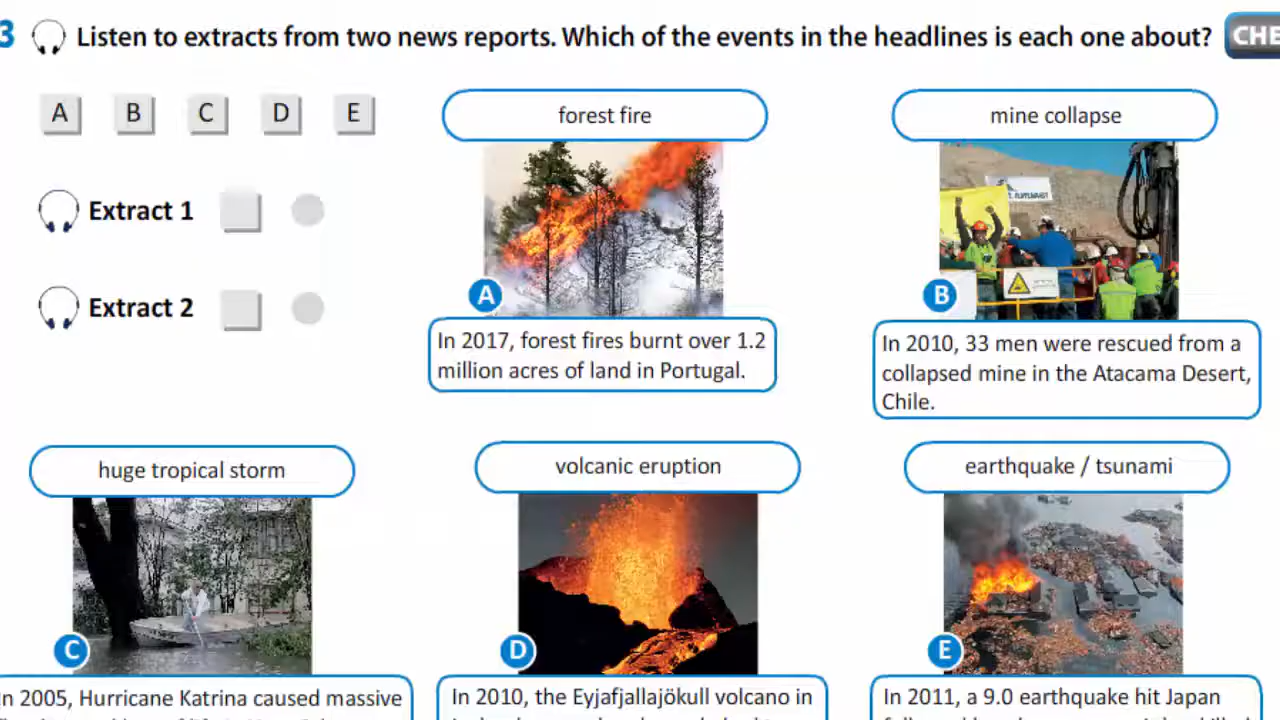 3 Listen to extracts from two news reports. Which of the events in the headlines is each one about? CHE
A B C D E
Extract 1
Extract 2
forest fire
A
In 2017, forest fires burnt over 1.2
million acres of land in Portugal.
mine collapse
B
In 2010, 33 men were rescued from a
collapsed mine in the Atacama Desert,
Chile.
huge tropical storm
C
In 2005, Hurricane Katrina caused massive
volcanic eruption
D
In 2010, the Eyjafjallajökull volcano in
earthquake / tsunami
E
In 2011, a 9.0 earthquake hit Japan